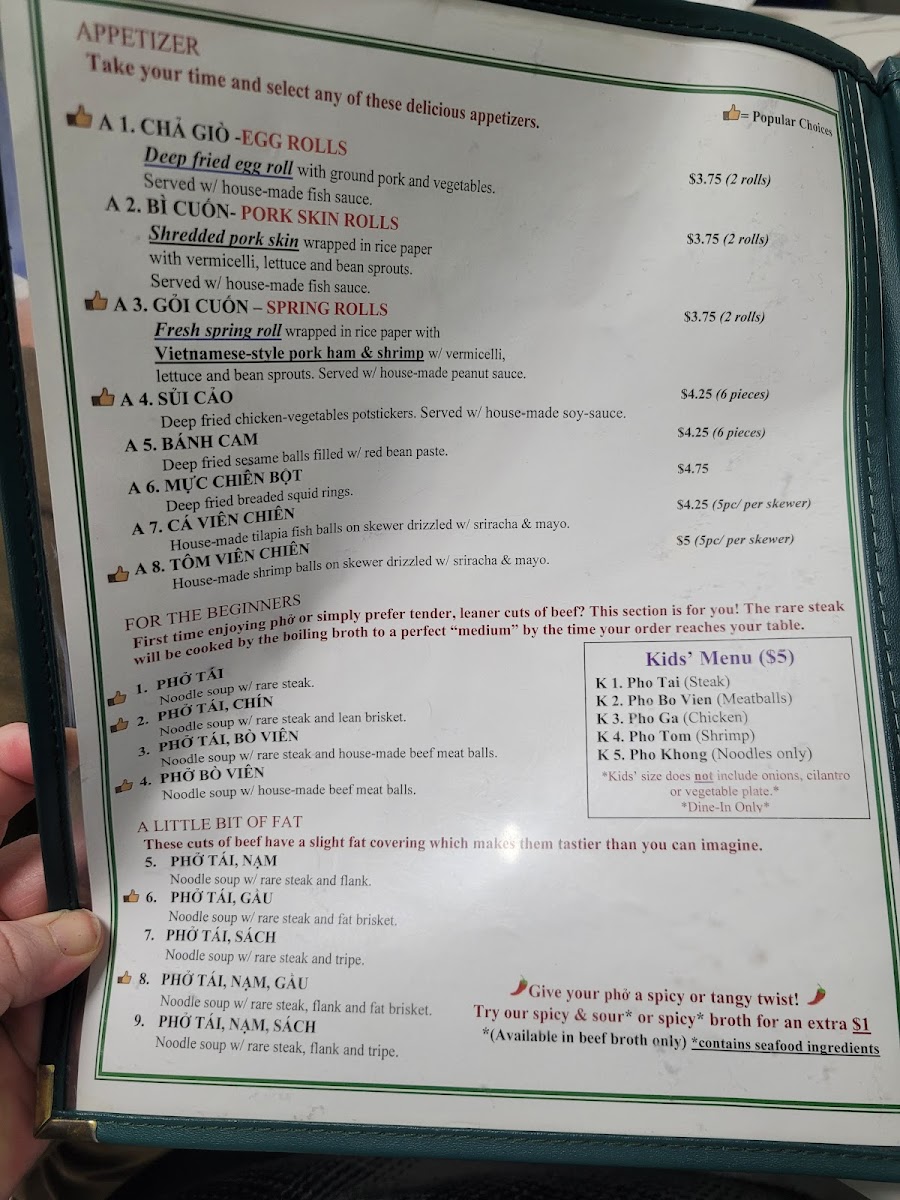 APPETIZER
Take your time and select any of these delicious appetizers.
= Popular Choices
A 1. CHẢ GIÒ -EGG ROLLS
Deep fried egg roll with ground pork and vegetables.
Served w/ house-made fish sauce.
$3.75 (2 rolls)
A 2. BÌ CUÓN- PORK SKIN ROLLS
Shredded pork skin wrapped in rice paper
with vermicelli, lettuce and bean sprouts.
Served w/ house-made fish sauce.
$3.75 (2 rolls)
A 3. GỎI CUÓN – SPRING ROLLS
Fresh spring roll wrapped in rice paper with
Vietnamese-style pork ham & shrimp w/ vermicelli,
lettuce and bean sprouts. Served w/ house-made peanut sauce.
$3.75 (2 rolls)
A 4. SỦI CẢO
Deep fried chicken-vegetables potstickers. Served w/ house-made soy-sauce.
$4.25 (6 pieces)
A 5. BÁNH CAM
Deep fried sesame balls filled w/ red bean paste.
$4.25 (6 pieces)
A 6. MỰC CHIÊN BỘT
Deep fried breaded squid rings.
$4.75
A 7. CÁ VIÊN CHIÊN
House-made tilapia fish balls on skewer drizzled w/ sriracha & mayo.
$4.25 (5pc/ per skewer)
A 8. TÔM VIÊN CHIÊN
House-made shrimp balls on skewer drizzled w/ sriracha & mayo.
$5 (5pc/ per skewer)
FOR THE BEGINNERS
First time enjoying phở or simply prefer tender, leaner cuts of beef? This section is for you! The rare steak
will be cooked by the boiling broth to a perfect “medium” by the time your order reaches your table.
1. PHỞ TÁI
Noodle soup w/ rare steak.
2. PHỞ TÁI, CHÍN
Noodle soup w/ rare steak and lean brisket.
3. PHỞ TÁI, BÒ VIÊN
Noodle soup w/ rare steak and house-made beef meat balls.
4. PHỞ BÒ VIÊN
Noodle soup w/ house-made beef meat balls.
Kids’ Menu ($5)
K 1. Pho Tai (Steak)
K 2. Pho Bo Vien (Meatballs)
K 3. Pho Ga (Chicken)
K 4. Pho Tom (Shrimp)
K 5. Pho Khong (Noodles only)
*Kids’ size does not include onions, cilantro
or vegetable plate.*
*Dine-In Only*
A LITTLE BIT OF FAT
These cuts of beef have a slight fat covering which makes them tastier than you can imagine.
5. PHỞ TÁI, NẠM
Noodle soup w/ rare steak and flank.
6. PHỞ TÁI, GẦU
Noodle soup w/ rare steak and fat brisket.
7. PHỞ TÁI, SÁCH
Noodle soup w/ rare steak and tripe.
8. PHỞ TÁI, NẠM, GẦU
Noodle soup w/ rare steak, flank and fat brisket.
9. PHỞ TÁI, NẠM, SÁCH
Noodle soup w/ rare steak, flank and tripe.
Give your phở a spicy or tangy twist!
Try our spicy & sour* or spicy* broth for an extra $1
*(Available in beef broth only) *contains seafood ingredients